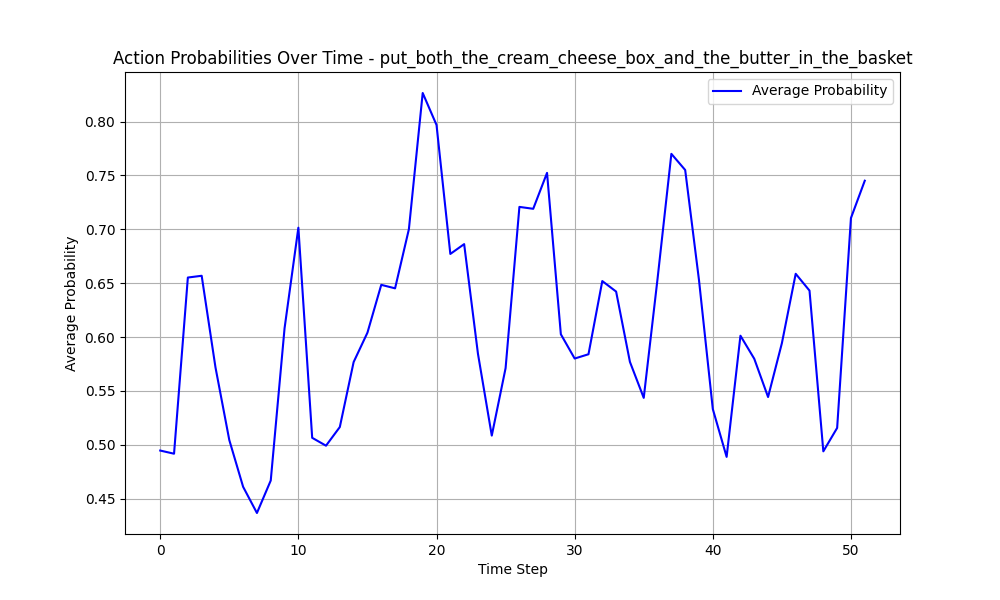 Action Probabilities Over Time - put_both_the_cream_cheese_box_and_the_butter_in_the_basket
Average Probability
0.80
0.75
0.70
0.65
0.60
0.55
0.50
0.45
Average Probability
0 10 20 30 40 50
Time Step